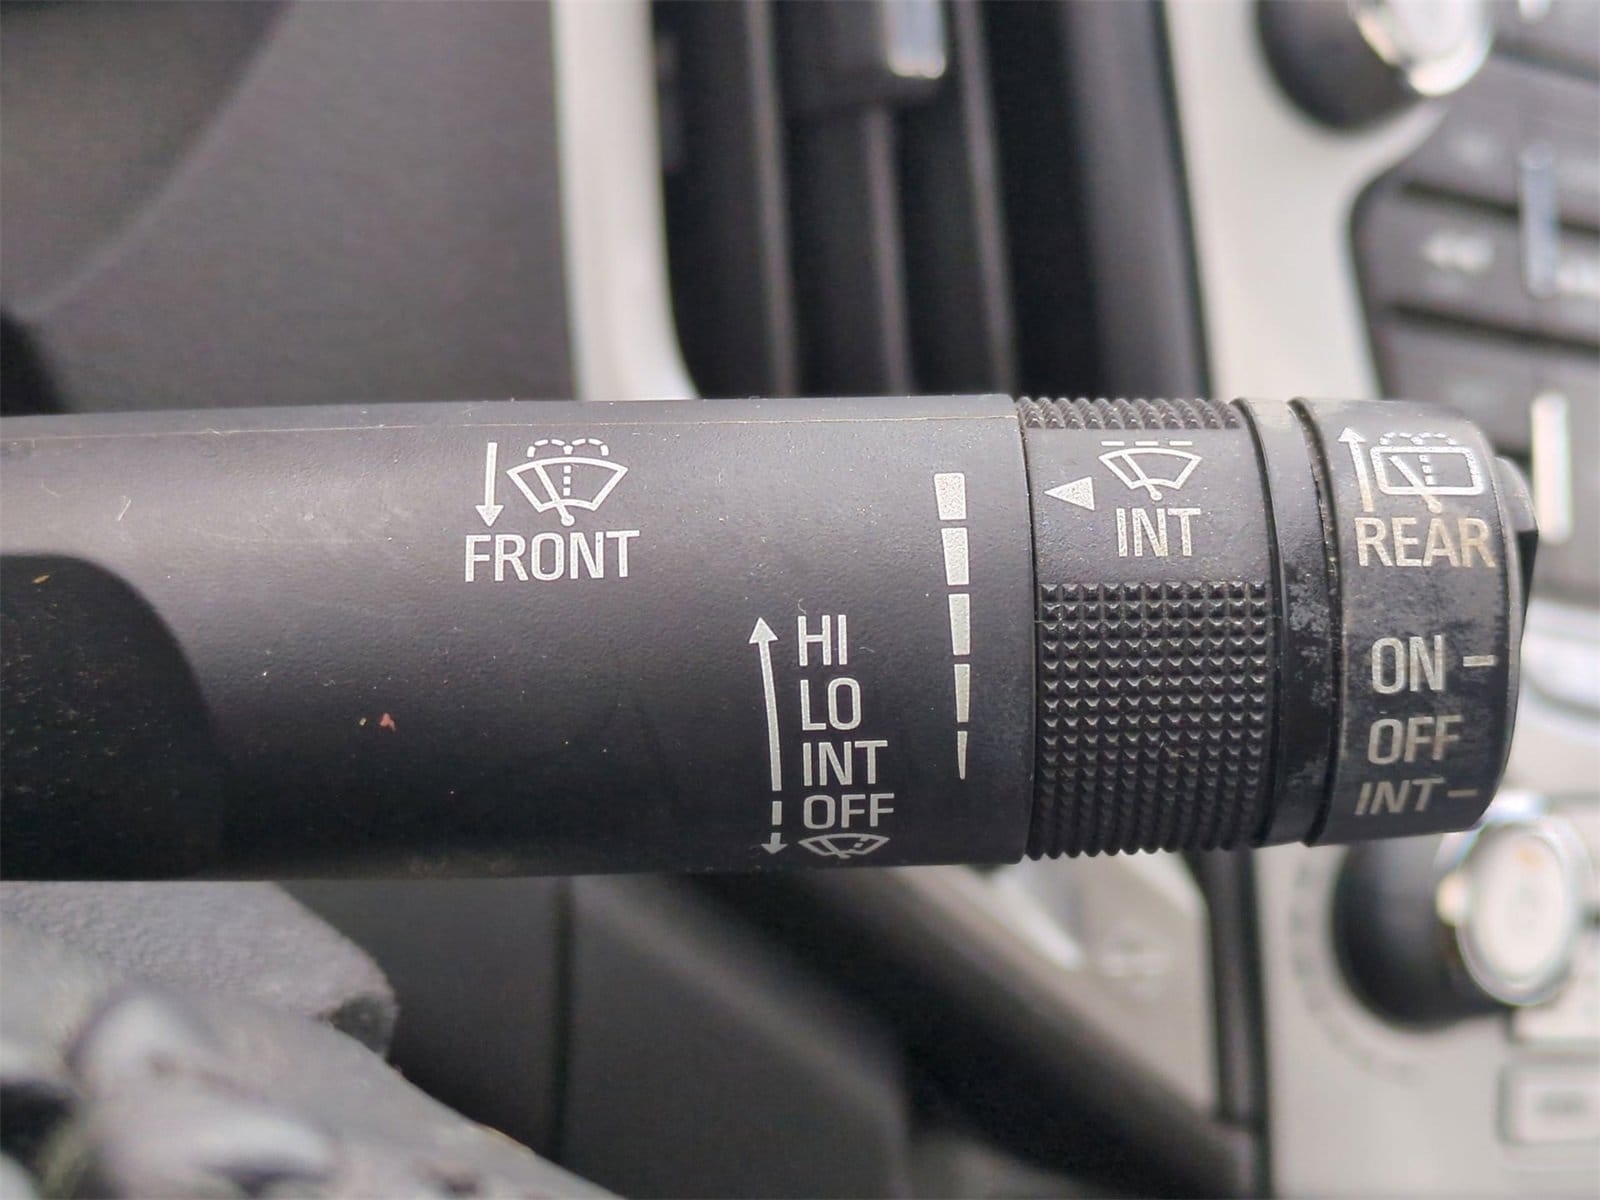 FRONT
HI
LO
INT
OFF
INT
REAR
ON -
OFF
INT -